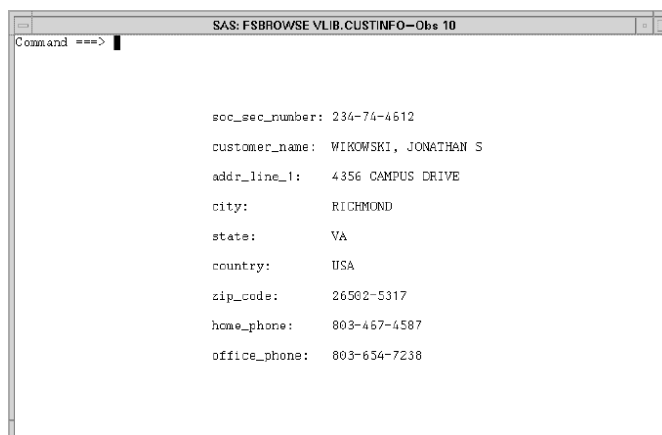 SAS: FSBROWSE VLIB.CUSTINFO—Obs 10
Command ===>
soc_sec_number: 234-74-4612
customer_name: WIKOWSKI, JONATHAN S
addr_line_1: 4356 CAMPUS DRIVE
city: RICHMOND
state: VA
country: USA
zip_code: 26502-5317
home_phone: 803-467-4587
office_phone: 803-654-7238